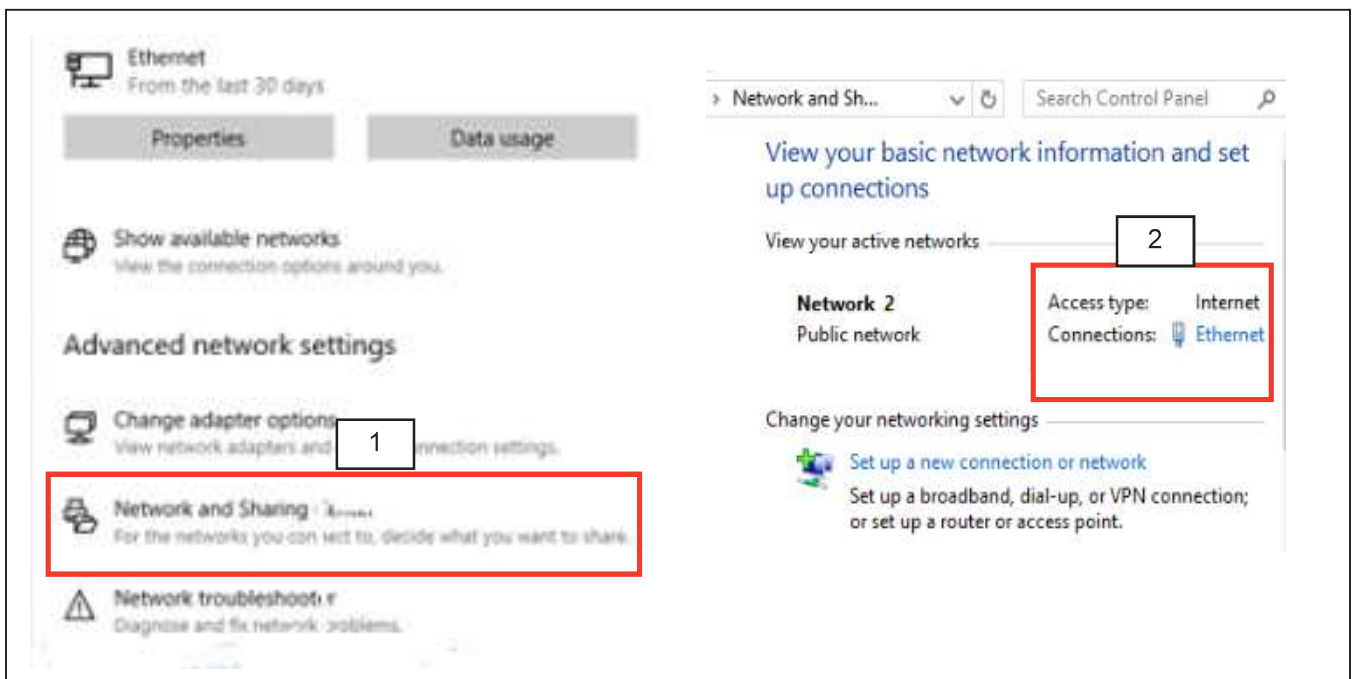 Ethernet
From the last 30 days
Properties
Data usage
Show available networks
View the connection options around you.
Advanced network settings
Change adapter options
View network adapters and
connection settings.
1
Network and Sharing
For the networks you connect to, decide what you want to share.
Network troubleshooter
Diagnose and fix network problems.
> Network and Sh...
Search Control Panel
View your basic network information and set
up connections
View your active networks
2
Network 2
Public network
Access type: Internet
Connections: Ethernet
Change your networking settings
Set up a new connection or network
Set up a broadband, dial-up, or VPN connection;
or set up a router or access point.